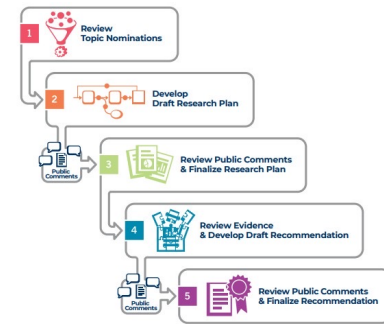 1
Review
Topic Nominations
2
Develop
Draft Research Plan
Public
Comments
3
Review Public Comments
& Finalize Research Plan
4
Review Evidence
& Develop Draft Recommendation
Public
Comments
5
Review Public Comments
& Finalize Recommendation